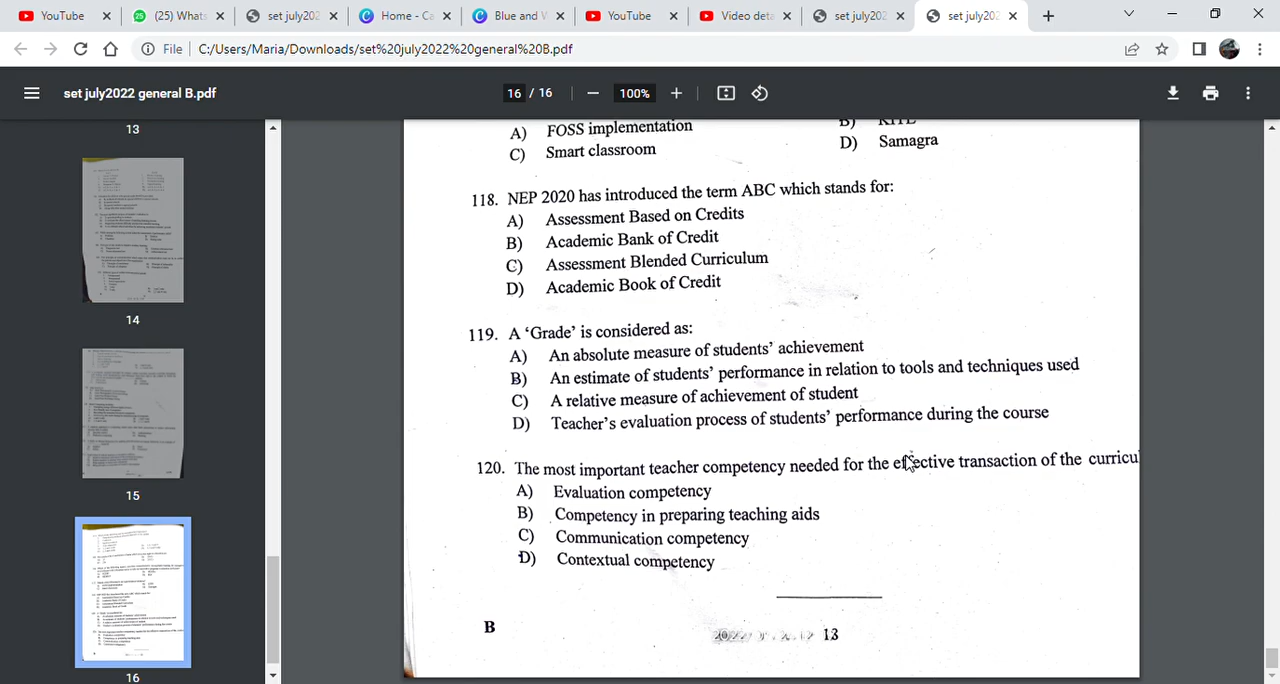 YouTube
(25) Whats
set july202
Home - Ca
Blue and V
YouTube
Video deta
set july202
set july202
File
C:/Users/Maria/Downloads/set%20july2022%20general%20B.pdf
set july2022 general B.pdf
16 / 16
100%
13
14
15
16
A) FOSS implementation
B) KITE
C) Smart classroom
D) Samagra
118. NEP 2020 has introduced the term ABC which stands for:
A) Assessment Based on Credits
B) Academic Bank of Credit
C) Assessment Blended Curriculum
D) Academic Book of Credit
119. A ‘Grade’ is considered as:
A) An absolute measure of students’ achievement
B) An estimate of students’ performance in relation to tools and techniques used
C) A relative measure of achievement of student
D) Teacher’s evaluation process of students’ performance during the course
120. The most important teacher competency needed for the effective transaction of the curricul
A) Evaluation competency
B) Competency in preparing teaching aids
C) Communication competency
D) Contextual competency
B
13